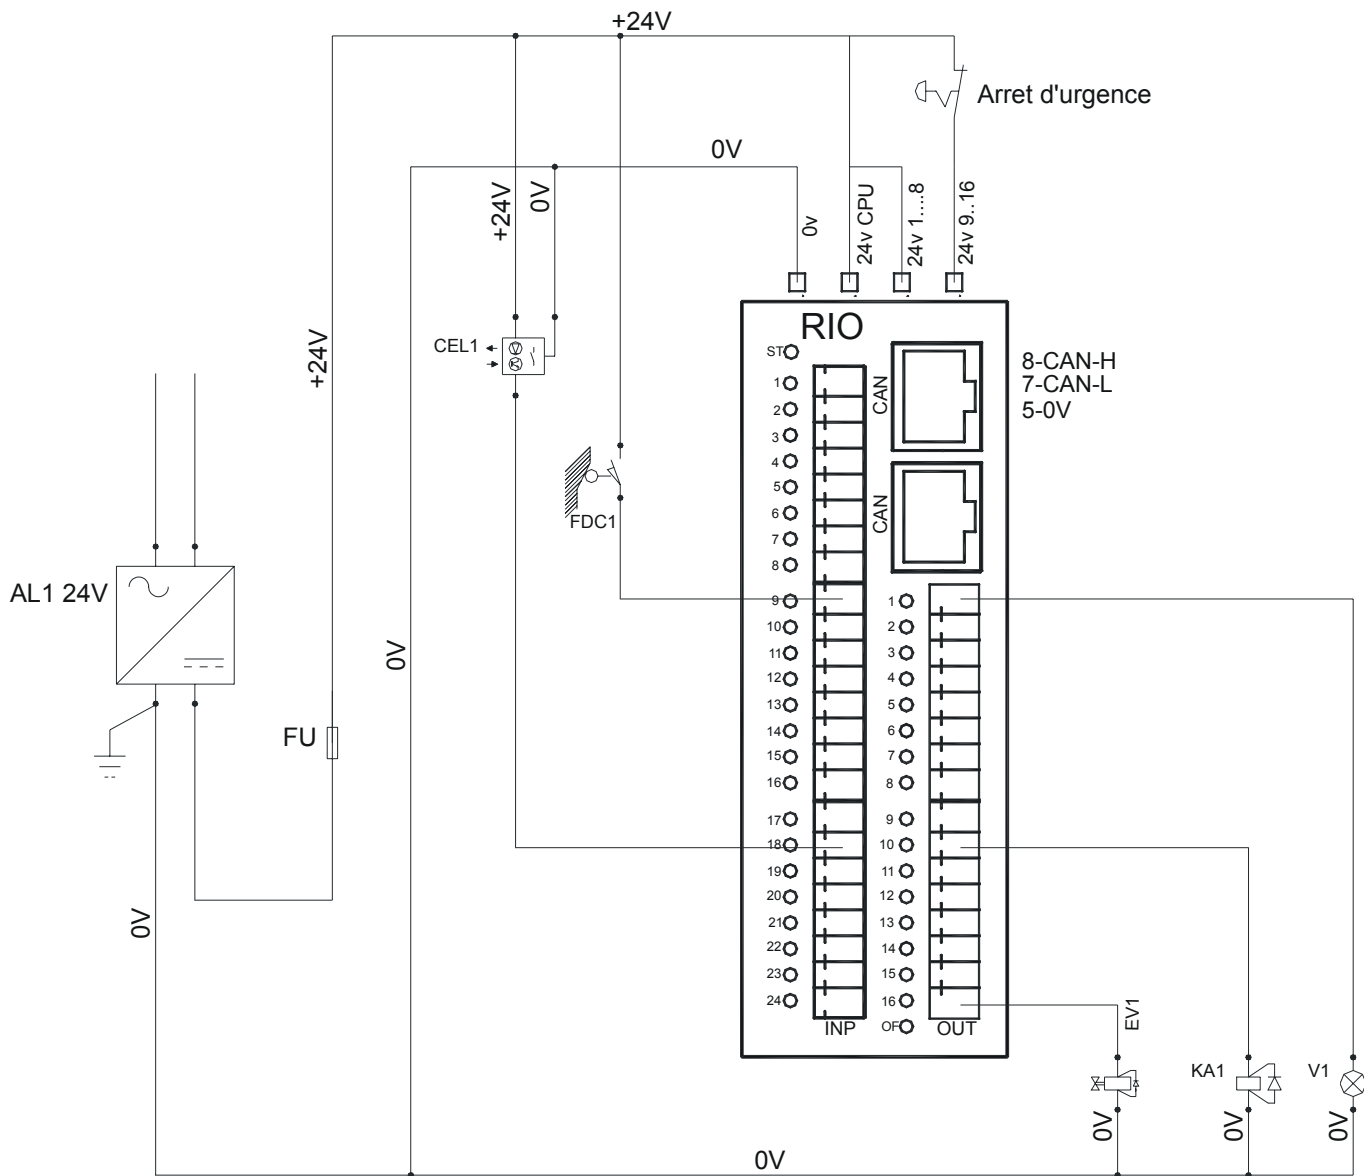 +24V
Arret d'urgence
0V
+24V
0V
0v
24v CPU
24v 1....8
24v 9..16
+24V
RIO
CEL1
ST
CAN
8-CAN-H
7-CAN-L
5-0V
1
2
3
4
5
6
7
8
CAN
FDC1
AL1 24V
0V
FU
0V
9
10
11
12
13
14
15
16
17
18
19
20
21
22
23
24
1
2
3
4
5
6
7
8
9
10
11
12
13
14
15
16
OF
INP
OUT
EV1
KA1
V1
0V
0V
0V
0V